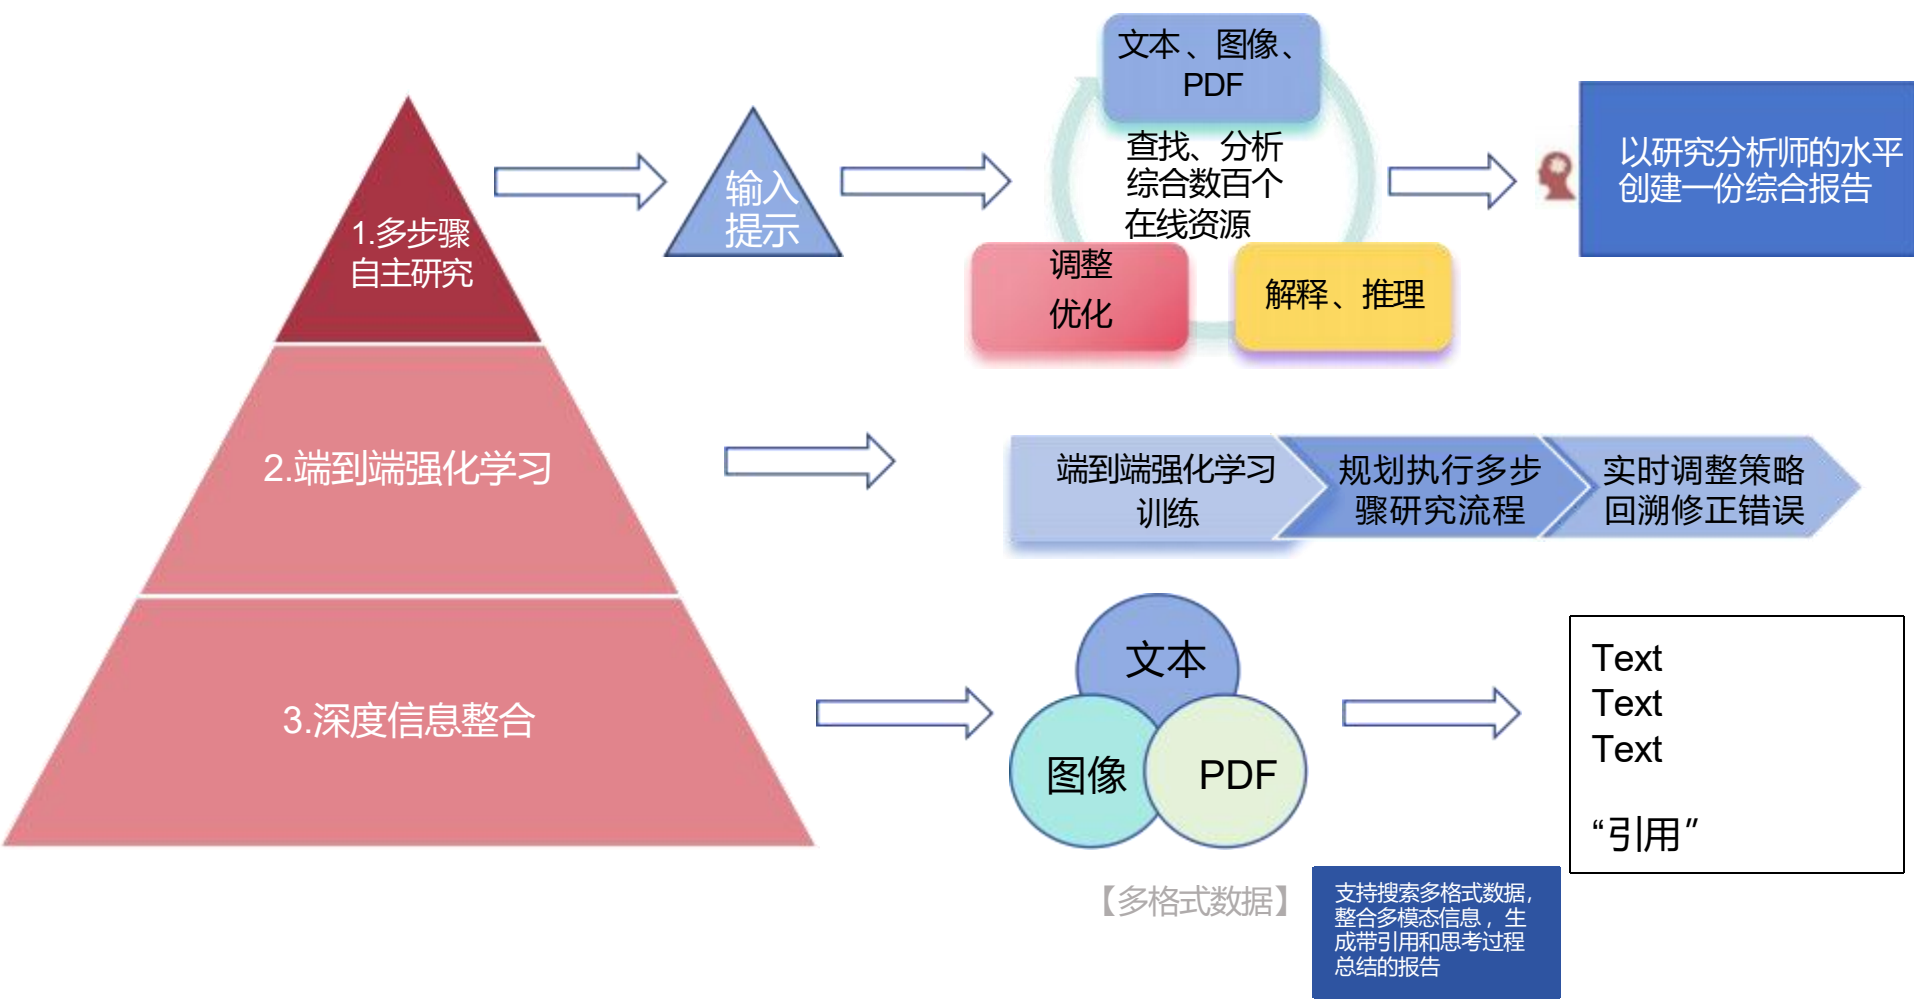 1.多步骤
自主研究
输入
提示
文本、图像、
PDF
查找、分析
综合数百个
在线资源
调整
优化
解释、推理
以研究分析师的水平
创建一份综合报告
2.端到端强化学习
端到端强化学习
训练
规划执行多步
骤研究流程
实时调整策略
回溯修正错误
3.深度信息整合
文本
图像
PDF
【多格式数据】
Text
Text
Text
“引用”
支持搜索多格式数据,
整合多模态信息，生
成带引用和思考过程
总结的报告